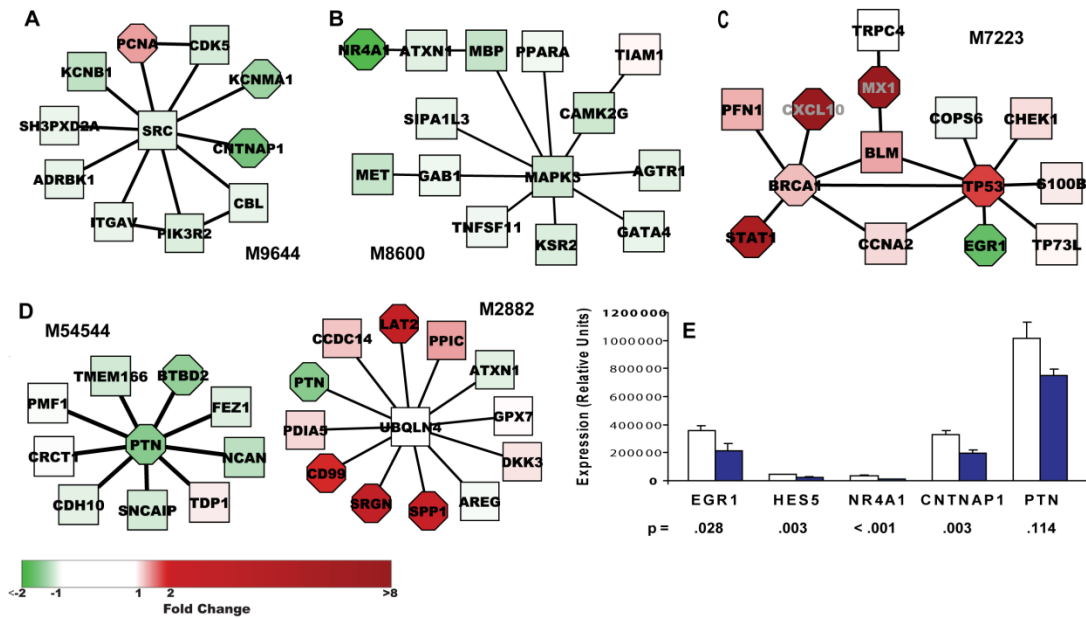 A
PCNA
CDK5
KCNB1
KCNMA1
SH3PXD2A
SRC
CNTNAP1
ADRBK1
CBL
ITGAV
PIK3R2
M9644
B
NR4A1
ATXN1
MBP
PPARA
TIAM1
CAMK2G
SIPA1L3
MET
GAB1
MAPK3
AGTR1
TNFSF11
KSR2
GATA4
M8600
C
M7223
TRPC4
MX1
PFN1
CXCL10
COPS6
CHEK1
BLM
BRCA1
TP53
S100B
STAT1
CCNA2
EGR1
TP73L
D
M54544
TMEM166
BTBD2
PMF1
FEZ1
PTN
CRCT1
NCAN
CDH10
SNCAIP
TDP1
M2882
LAT2
CCDC14
PPIC
PTN
ATXN1
GPX7
PDIA5
UBQLN4
DKK3
CD99
AREG
SRGN
SPP1
<-2 -1 1 2 >8
Fold Change
E
Expression (Relative Units)
1200000
1000000
800000
600000
400000
200000
0
EGR1 HES5 NR4A1 CNTNAP1 PTN
p = .028 .003 < .001 .003 .114